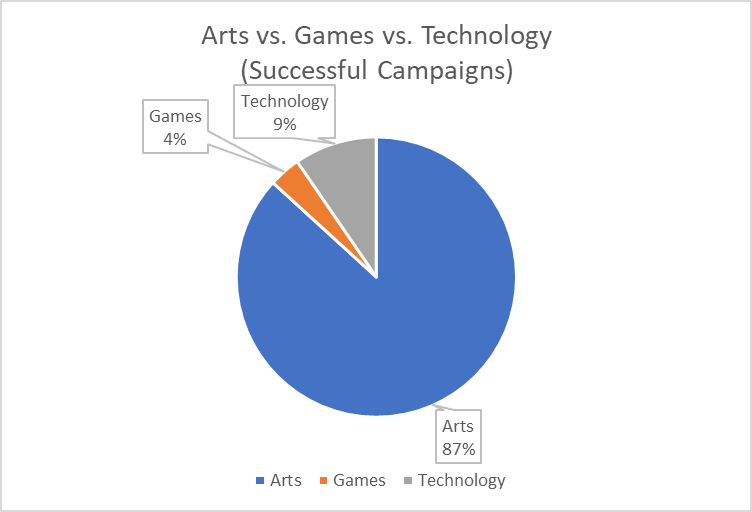 Arts vs. Games vs. Technology
(Successful Campaigns)
Technology
9%
Games
4%
Arts
87%
Arts Games Technology